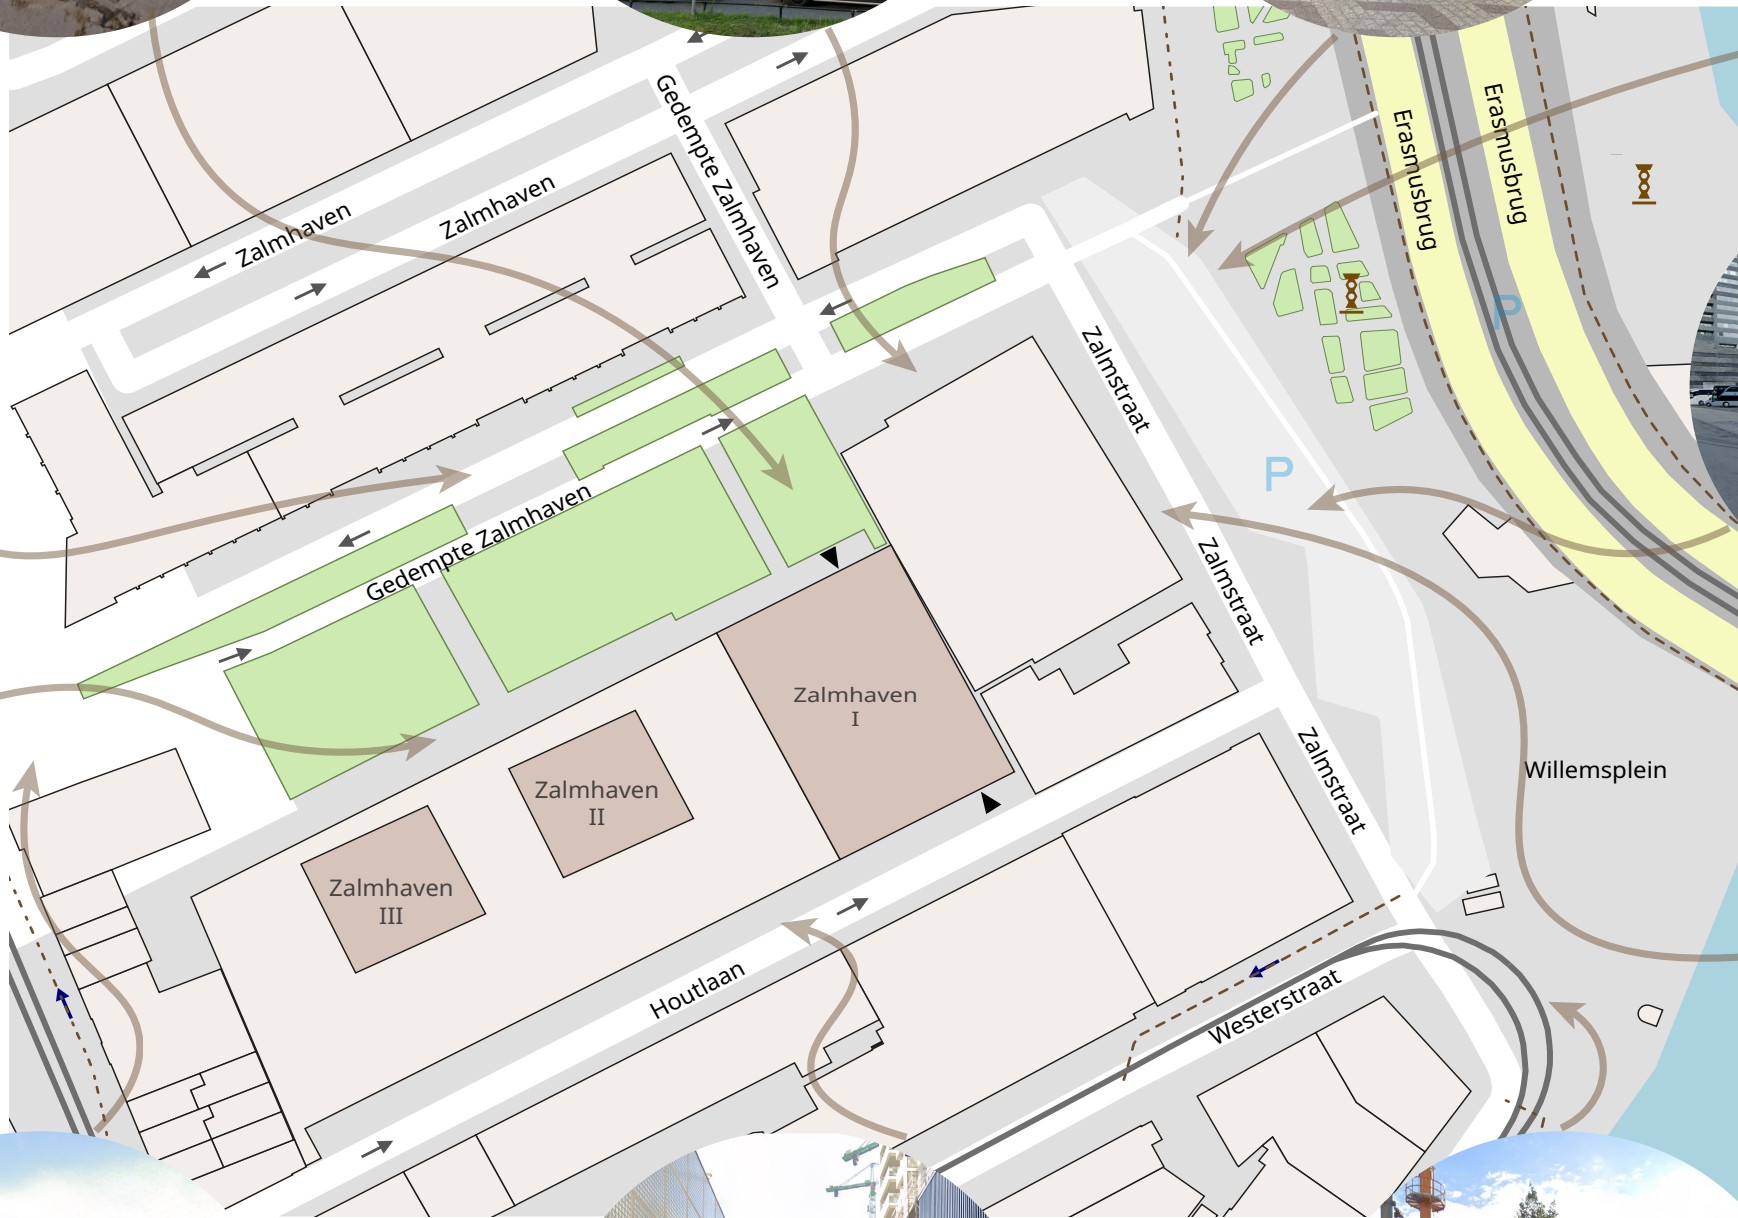 Gedempte Zalmhaven
Erasmusbrug
Erasmusbrug
Zalmhaven
Zalmhaven
P
Zalmstraat
P
Gedempte Zalmhaven
Zalmstraat
Zalmhaven
I
Zalmhaven
II
Zalmstraat
Willemsplein
Zalmhaven
III
Houtlaan
Westerstraat